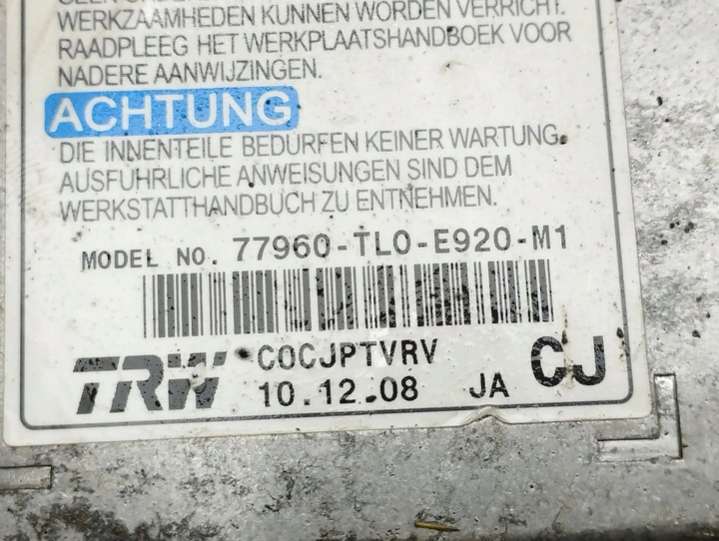 WERKZAAMHEDEN KUNNEN WORDEN VERRICHT.
RAADPLEEG HET WERKPLAATSHANDBOEK VOOR
NADERE AANWIJZINGEN.
ACHTUNG
DIE INNENTEILE BEDÜRFEN KEINER WARTUNG.
AUSFÜHRLICHE ANWEISUNGEN SIND DEM
WERKSTATTHANDBUCH ZU ENTNEHMEN.
MODEL NO. 77960-TL0-E920-M1
TRW C0CJPTVRV
10.12.08 JA CJ